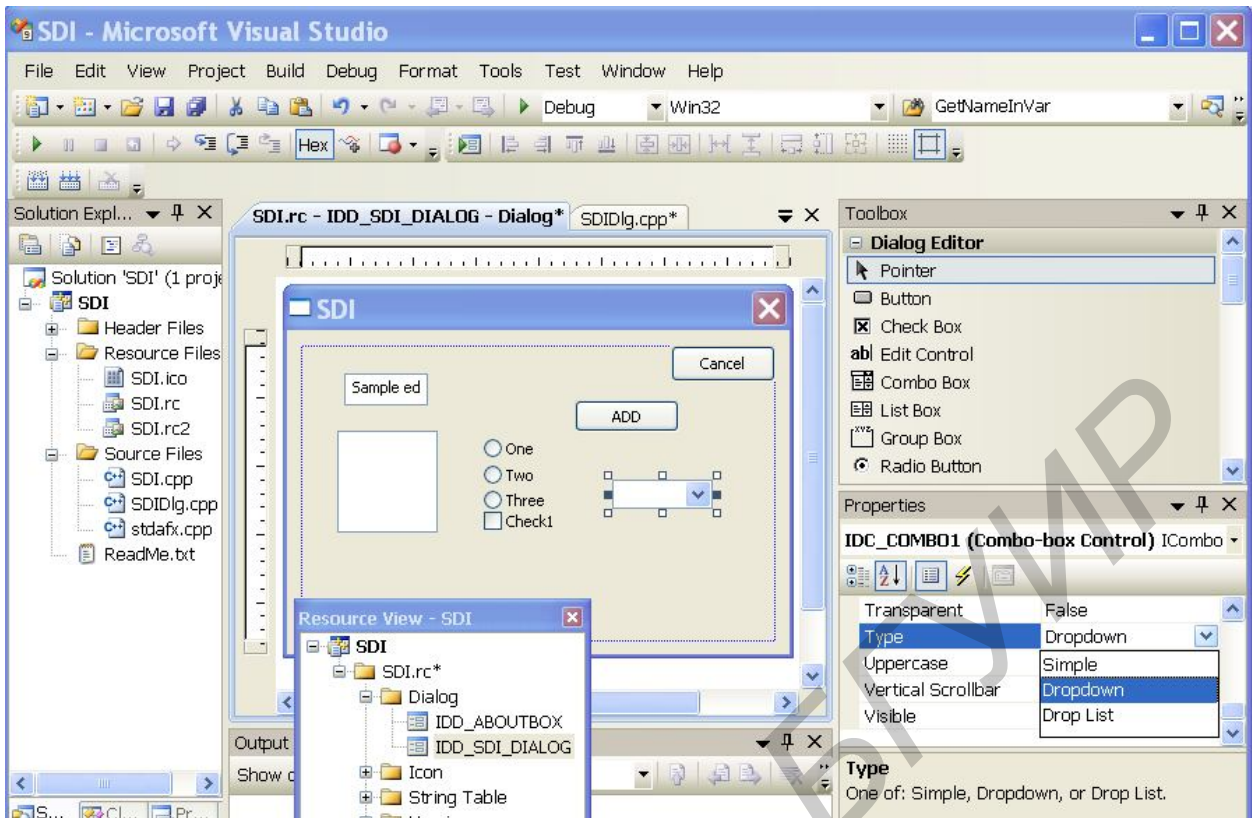 SDI - Microsoft Visual Studio
File Edit View Project Build Debug Format Tools Test Window Help
Debug Win32 GetNameInVar
Hex
Solution Expl...
Solution 'SDI' (1 proje
SDI
Header Files
Resource Files
SDI.ico
SDI.rc
SDI.rc2
Source Files
SDI.cpp
SDIDlg.cpp
stdafx.cpp
ReadMe.txt
S... Cl... Pr...
SDI.rc - IDD_SDI_DIALOG - Dialog* SDIDlg.cpp*
SDI
Cancel
Sample ed
ADD
One
Two
Three
Check1
Resource View - SDI
SDI
SDI.rc*
Dialog
IDD_ABOUTBOX
IDD_SDI_DIALOG
Icon
String Table
Output
Show o
Toolbox
Dialog Editor
Pointer
Button
Check Box
Edit Control
Combo Box
List Box
Group Box
Radio Button
Properties
IDC_COMBO1 (Combo-box Control) ICombo
Transparent False
Type Dropdown
Uppercase Simple
Vertical Scrollbar Dropdown
Visible Drop List
Type
One of: Simple, Dropdown, or Drop List.
БГУИР